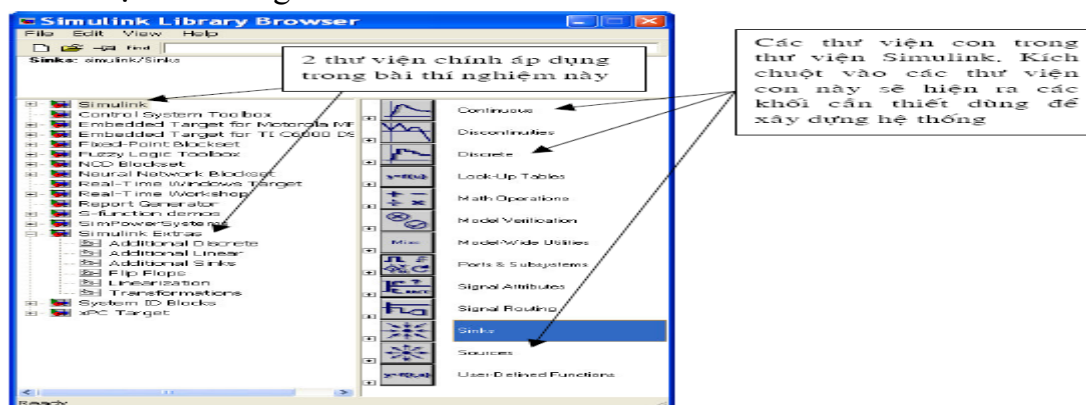 Simulink Library Browser
File Edit View Help
Find
Sinks: simulink/Sinks
2 thư viện chính áp dụng
trong bài thí nghiệm này
Các thư viện con trong
thư viện Simulink. Kích
chuột vào các thư viện
con này sẽ hiện ra các
khối cần thiết dùng để
xây dựng hệ thống
Simulink
Control System Toolbox
Embedded Target for Motorola MP
Embedded Target for TI C6000 DS
Fixed-Point Blockset
Fuzzy Logic Toolbox
NCD Blockset
Neural Network Blockset
Real-Time Windows Target
Real-Time Workshop
Report Generator
S-function demos
SimPowerSystems
Simulink Extras
Additional Discrete
Additional Linear
Additional Sinks
Flip Flops
Linearization
Transformations
System ID Blocks
xPC Target
Continuous
Discontinuities
Discrete
Look-Up Tables
Math Operations
Model Verification
Misc
Model-Wide Utilities
Ports & Subsystems
Signal Attributes
Signal Routing
Sinks
Sources
User-Defined Functions
Ready